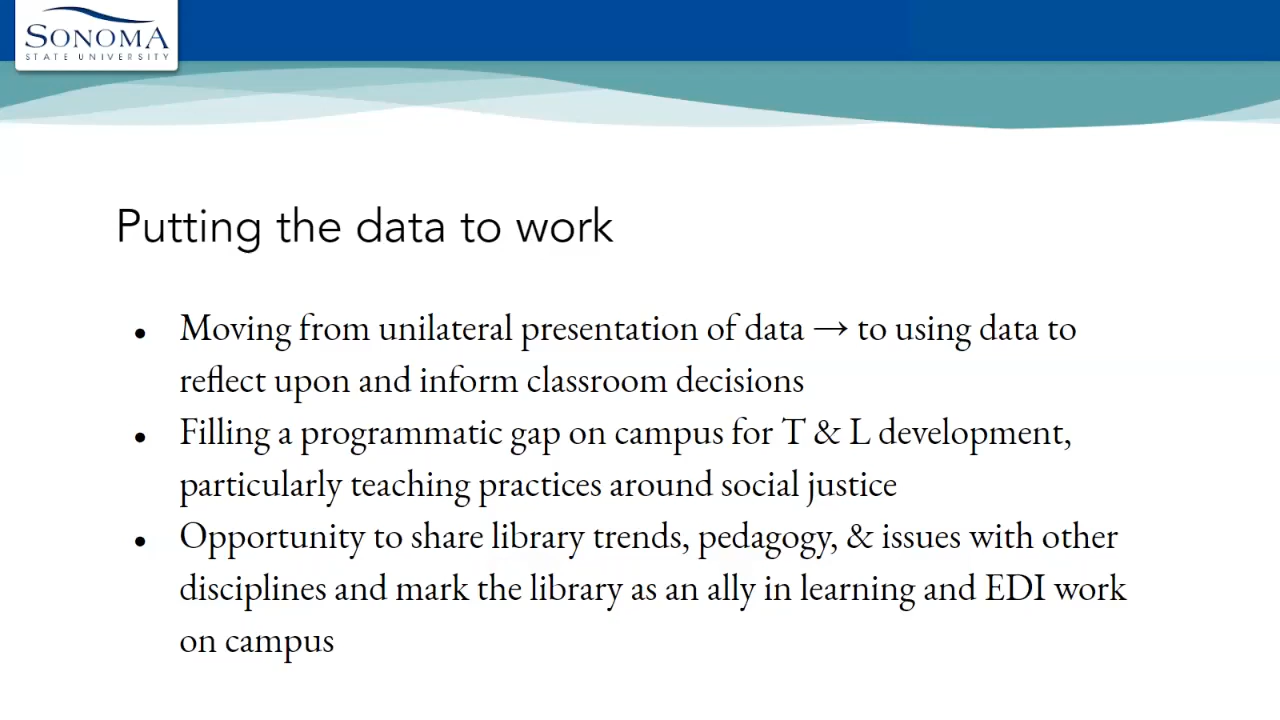 SONOMA
STATE UNIVERSITY
Putting the data to work
● Moving from unilateral presentation of data → to using data to
reflect upon and inform classroom decisions
● Filling a programmatic gap on campus for T & L development,
particularly teaching practices around social justice
● Opportunity to share library trends, pedagogy, & issues with other
disciplines and mark the library as an ally in learning and EDI work
on campus